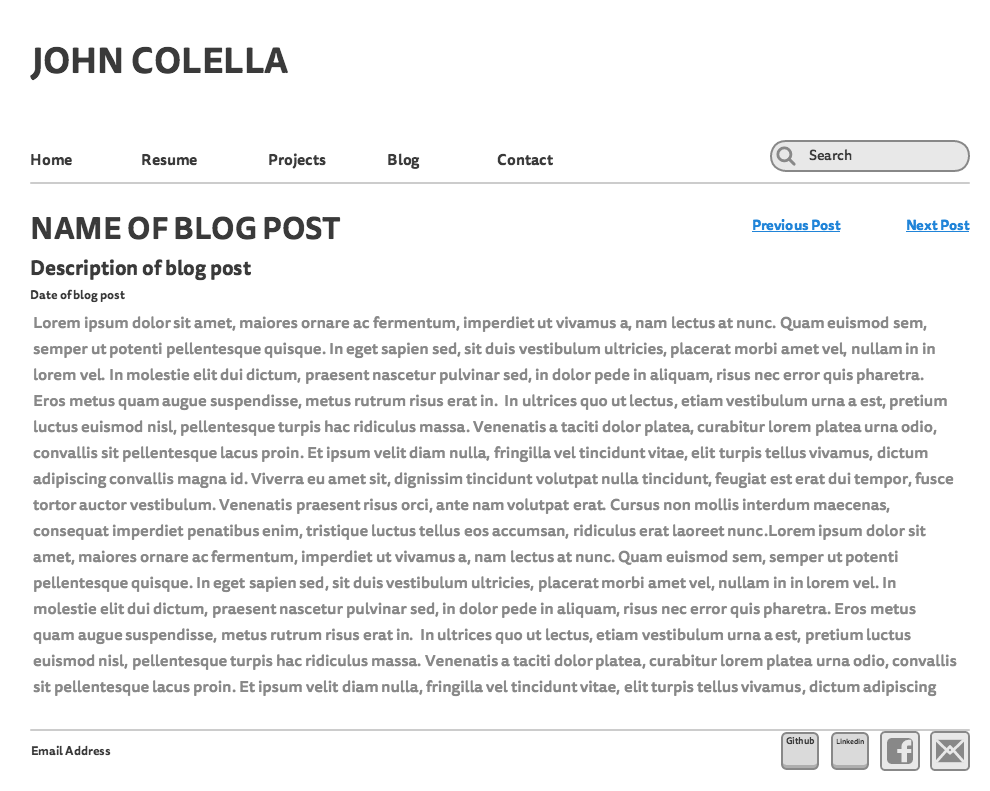 JOHN COLELLA
Home Resume Projects Blog Contact Search
NAME OF BLOG POST Previous Post Next Post
Description of blog post
Date of blog post
Lorem ipsum dolor sit amet, maiores ornare ac fermentum, imperdiet ut vivamus a, nam lectus at nunc. Quam euismod sem,
semper ut potenti pellentesque quisque. In eget sapien sed, sit duis vestibulum ultricies, placerat morbi amet vel, nullam in in
lorem vel. In molestie elit dui dictum, praesent nascetur pulvinar sed, in dolor pede in aliquam, risus nec error quis pharetra.
Eros metus quam augue suspendisse, metus rutrum risus erat in. In ultrices quo ut lectus, etiam vestibulum urna a est, pretium
luctus euismod nisl, pellentesque turpis hac ridiculus massa. Venenatis a taciti dolor platea, curabitur lorem platea urna odio,
convallis sit pellentesque lacus proin. Et ipsum velit diam nulla, fringilla vel tincidunt vitae, elit turpis tellus vivamus, dictum
adipiscing convallis magna id. Viverra eu amet sit, dignissim tincidunt volutpat nulla tincidunt, feugiat est erat dui tempor, fusce
tortor auctor vestibulum. Venenatis praesent risus orci, ante nam volutpat erat. Cursus non mollis interdum maecenas,
consequat imperdiet penatibus enim, tristique luctus tellus eos accumsan, ridiculus erat laoreet nunc.Lorem ipsum dolor sit
amet, maiores ornare ac fermentum, imperdiet ut vivamus a, nam lectus at nunc. Quam euismod sem, semper ut potenti
pellentesque quisque. In eget sapien sed, sit duis vestibulum ultricies, placerat morbi amet vel, nullam in in lorem vel. In
molestie elit dui dictum, praesent nascetur pulvinar sed, in dolor pede in aliquam, risus nec error quis pharetra. Eros metus
quam augue suspendisse, metus rutrum risus erat in. In ultrices quo ut lectus, etiam vestibulum urna a est, pretium luctus
euismod nisl, pellentesque turpis hac ridiculus massa. Venenatis a taciti dolor platea, curabitur lorem platea urna odio, convallis
sit pellentesque lacus proin. Et ipsum velit diam nulla, fringilla vel tincidunt vitae, elit turpis tellus vivamus, dictum adipiscing
Email Address Github Linkedin